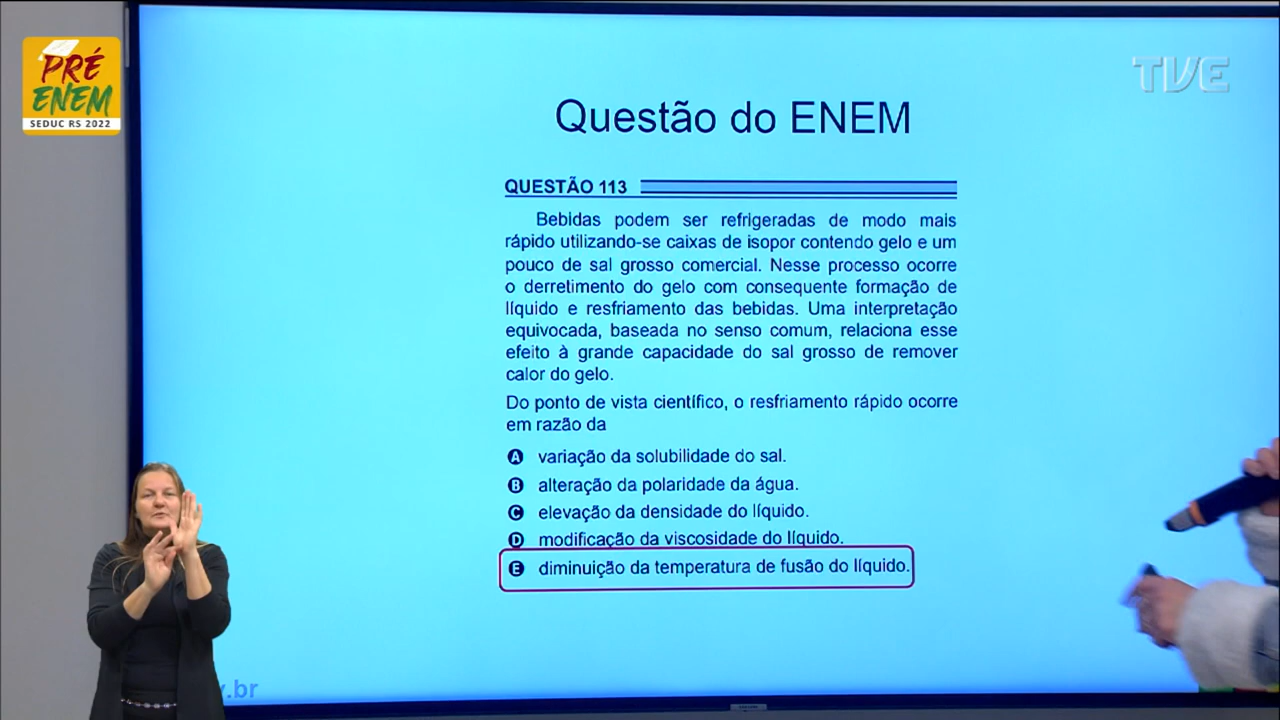 PRÉ
ENEM
SEDUC RS 2022
TVE
Questão do ENEM
QUESTÃO 113
Bebidas podem ser refrigeradas de modo mais
rápido utilizando-se caixas de isopor contendo gelo e um
pouco de sal grosso comercial. Nesse processo ocorre
o derretimento do gelo com consequente formação de
líquido e resfriamento das bebidas. Uma interpretação
equivocada, baseada no senso comum, relaciona esse
efeito à grande capacidade do sal grosso de remover
calor do gelo.
Do ponto de vista científico, o resfriamento rápido ocorre
em razão da
A variação da solubilidade do sal.
B alteração da polaridade da água.
C elevação da densidade do líquido.
D modificação da viscosidade do líquido.
E diminuição da temperatura de fusão do líquido.
.br